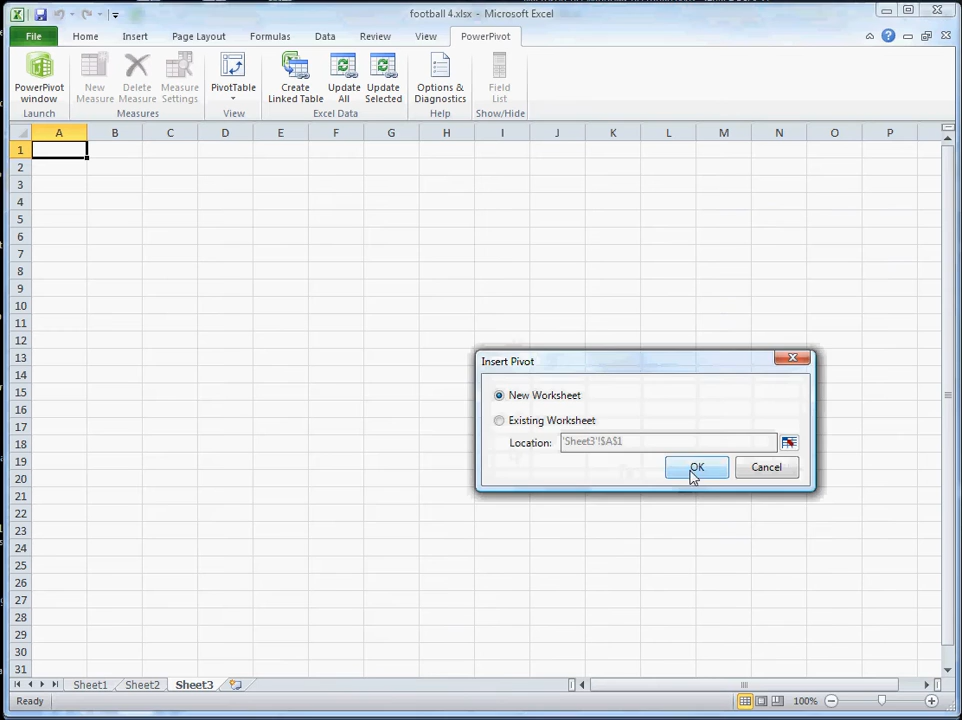 football 4.xlsx - Microsoft Excel
File Home Insert Page Layout Formulas Data Review View PowerPivot
PowerPivot window
New Measure
Delete Measure
Measure Settings
PivotTable
Create Linked Table
Update All
Update Selected
Options & Diagnostics
Field List
Launch Measures View Excel Data Help Show/Hide
A B C D E F G H I J K L M N O P
1
2
3
4
5
6
7
8
9
10
11
12
13
14
15
16
17
18
19
20
21
22
23
24
25
26
27
28
29
30
31
Insert Pivot
New Worksheet
Existing Worksheet
Location: 'Sheet3'!$A$1
OK Cancel
Sheet1 Sheet2 Sheet3
Ready 100%